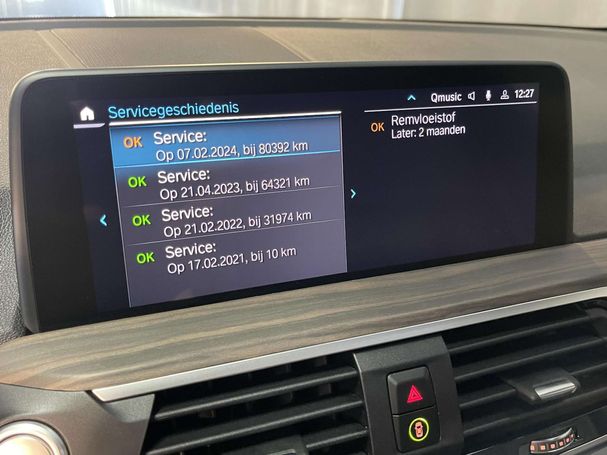 Qmusic 12:27
Servicegeschiedenis
OK Service:
Op 07.02.2024, bij 80392 km
OK Service:
Op 21.04.2023, bij 64321 km
OK Service:
Op 21.02.2022, bij 31974 km
OK Service:
Op 17.02.2021, bij 10 km
OK Remvloeistof
Later: 2 maanden